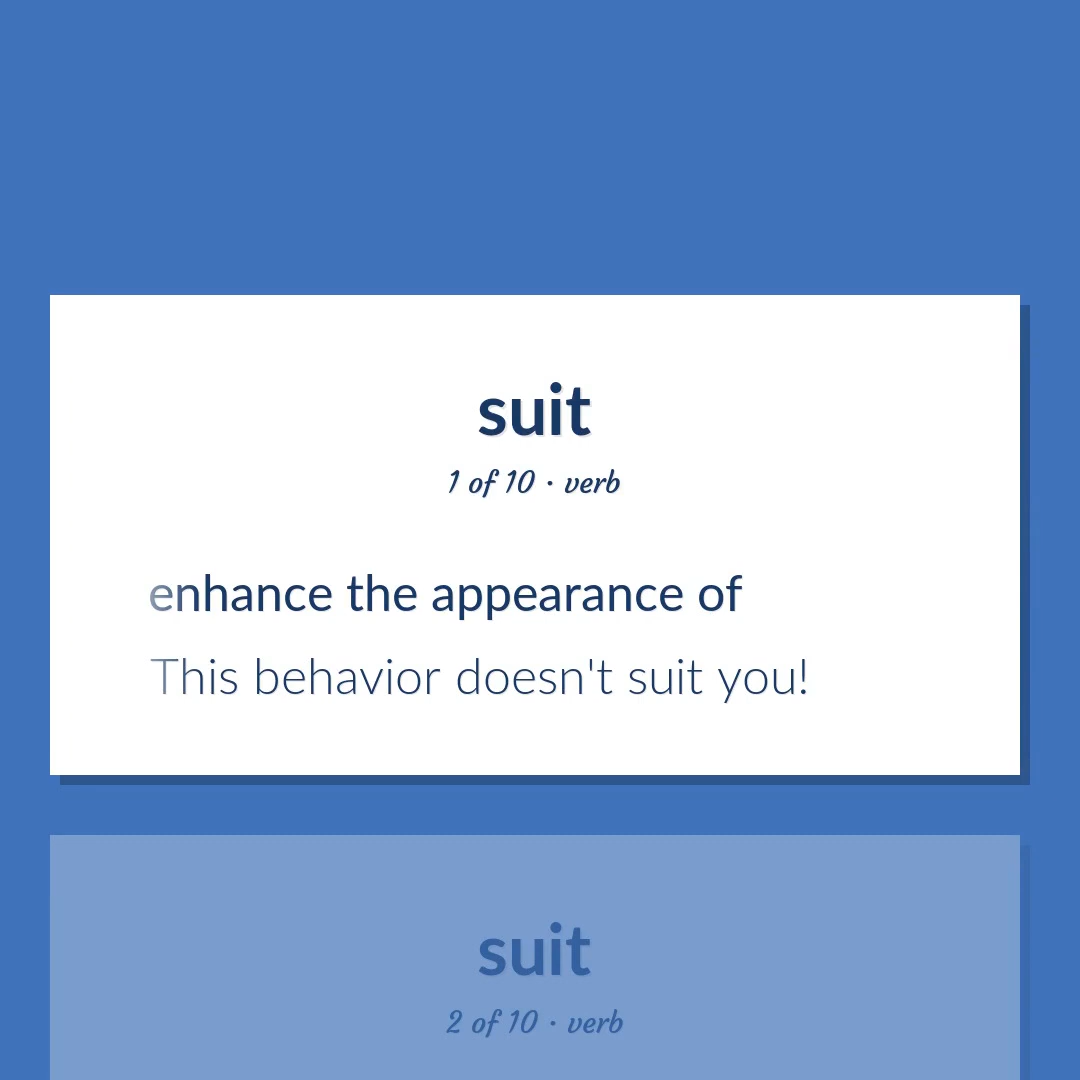 suit
1 of 10 · verb
enhance the appearance of
This behavior doesn't suit you!
suit
2 of 10 · verb